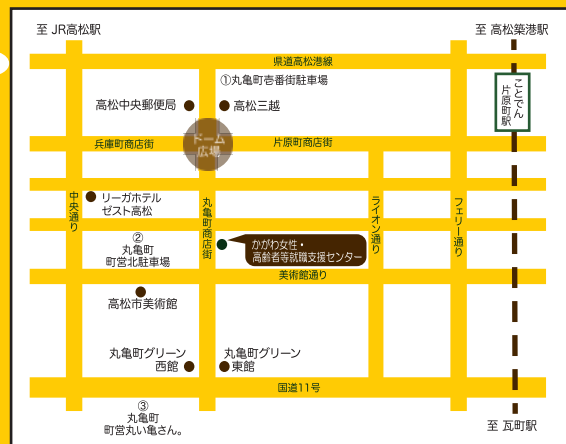 至 JR高松駅
至 高松築港駅
県道高松港線
①丸亀町壱番街駐車場
高松中央郵便局
高松三越
ことでん
片原町駅
ドーム
広場
兵庫町商店街
片原町商店街
中央通り
リーガホテル
ゼスト高松
丸亀町商店街
ライオン通り
フェリー通り
②
丸亀町
町営北駐車場
かがわ女性・
高齢者等就職支援センター
美術館通り
高松市美術館
丸亀町グリーン
西館
丸亀町グリーン
東館
国道11号
③
丸亀町
町営丸い亀さん。
至 瓦町駅